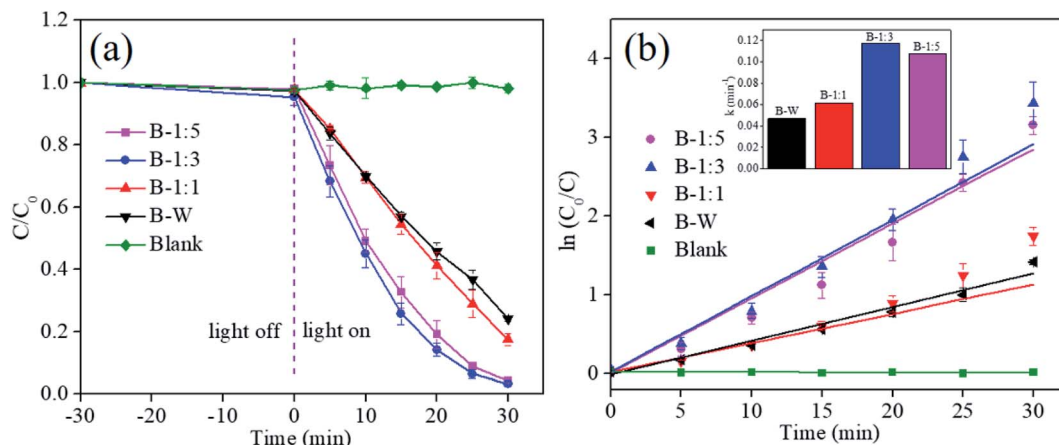 (a)
1.2
1.0
0.8
0.6
0.4
0.2
0.0
C/C0
B-1:5
B-1:3
B-1:1
B-W
Blank
light off
light on
-30
-20
-10
0
10
20
30
Time (min)
(b)
4
3
2
1
0
ln (C0/C)
B-1:5
B-1:3
B-1:1
B-W
Blank
0.12
0.10
0.08
0.06
0.04
0.02
0.00
k (min-1)
B-W
B-1:1
B-1:3
B-1:5
0
5
10
15
20
25
30
Time (min)